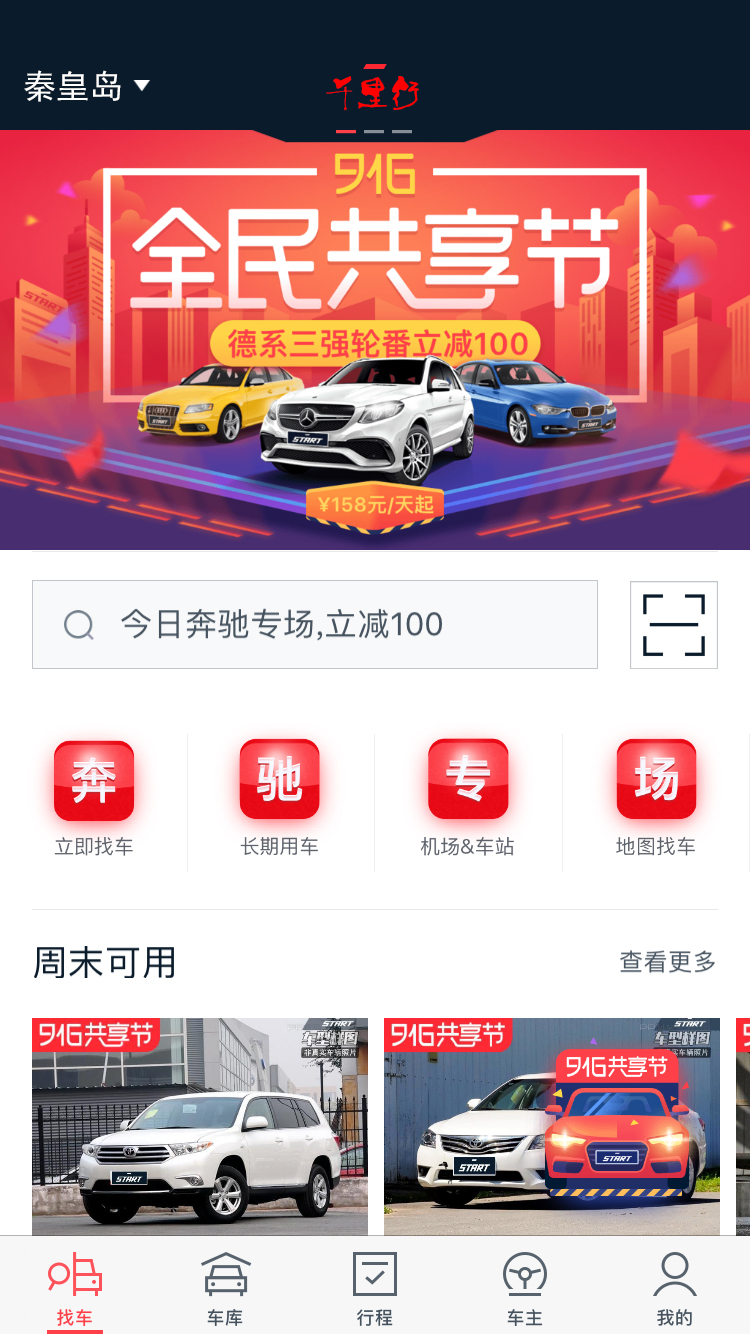 秦皇岛
千里行
916
全民共享节
START
德系三强轮番立减100
START
START
START
¥158元/天起
今日奔驰专场,立减100
奔 驰 专 场
立即找车 长期用车 机场&车站 地图找车
周末可用 查看更多
916共享节
START
车型样图
非真实车辆照片
START
916共享节
START
车型样图
实车辆照片
916共享节
START
START
找车 车库 行程 车主 我的